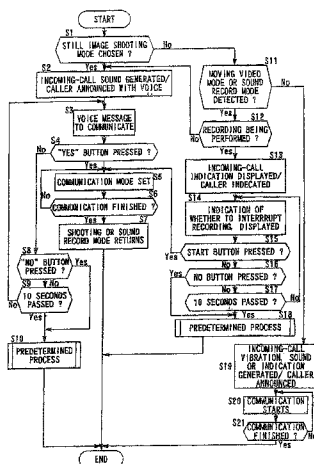 START
S1
STILL IMAGE SHOOTING
MODE CHOSEN ?
No
Yes
S2
INCOMING-CALL SOUND GENERATED/
CALLER ANNOUNCED WITH VOICE
S3
VOICE MESSAGE
TO COMMUNICATE
S4
No
"YES" BUTTON PRESSED ?
Yes
S5
COMMUNICATION MODE SET
S6
No
COMMUNICATION FINISHED ?
Yes
S7
SHOOTING OR SOUND
RECORD MODE RETURNS
S8
"NO" BUTTON
PRESSED ?
Yes
No
S9
10 SECONDS
PASSED ?
No
Yes
S10
PREDETERMINED
PROCESS
S11
MOVING VIDEO
MODE OR SOUND
RECORD MODE
DETECTED ?
No
Yes
S12
RECORDING BEING
PERFORMED ?
No
Yes
S13
INCOMING-CALL
INDICATION DISPLAYED/
CALLER INDECATED
S14
INDICATION OF
WHETHER TO INTERRRUPT
RECORDING, DISPLAYED
S15
START BUTTON PRESSED ?
Yes
No
S16
NO BUTTON PRESSED ?
Yes
No
S17
10 SECONDS PASSED ?
No
Yes
S18
PREDETERMINED PROCESS
S19
INCOMING-CALL
VIBRATION, SOUND
OR INDICATION
GENERATED/ CALLER
ANNOUNCED
S20
COMMUNICATION
STARTS
S21
COMMUNICATION
FINISHED ?
No
Yes
END